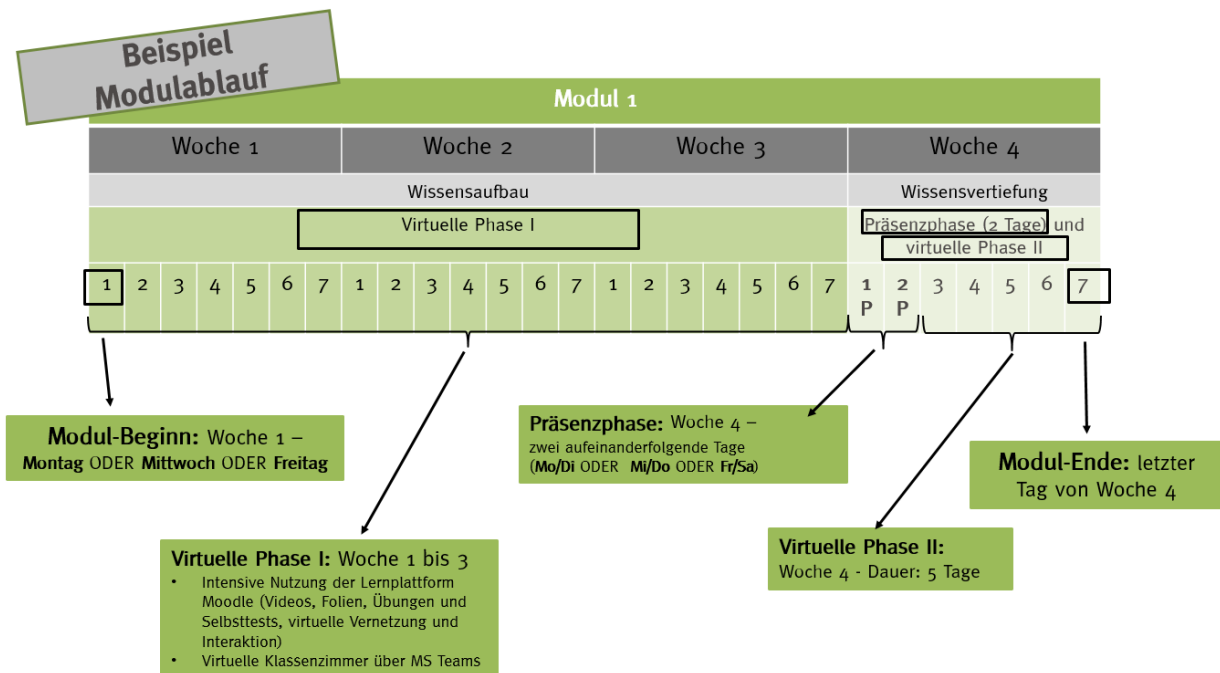 Beispiel
Modulablauf
Modul 1
Woche 1 Woche 2 Woche 3 Woche 4
Wissensaufbau Wissensvertiefung
Virtuelle Phase I
Präsenzphase (2 Tage) und
virtuelle Phase II
1 2 3 4 5 6 7 1 2 3 4 5 6 7 1 2 3 4 5 6 7 1 2 3 4 5 6 7
P P
Modul-Beginn: Woche 1 –
Montag ODER Mittwoch ODER Freitag
Präsenzphase: Woche 4 –
zwei aufeinanderfolgende Tage
(Mo/Di ODER Mi/Do ODER Fr/Sa)
Modul-Ende: letzter
Tag von Woche 4
Virtuelle Phase I: Woche 1 bis 3
• Intensive Nutzung der Lernplattform
Moodle (Videos, Folien, Übungen und
Selbsttests, virtuelle Vernetzung und
Interaktion)
• Virtuelle Klassenzimmer über MS Teams
Virtuelle Phase II:
Woche 4 - Dauer: 5 Tage